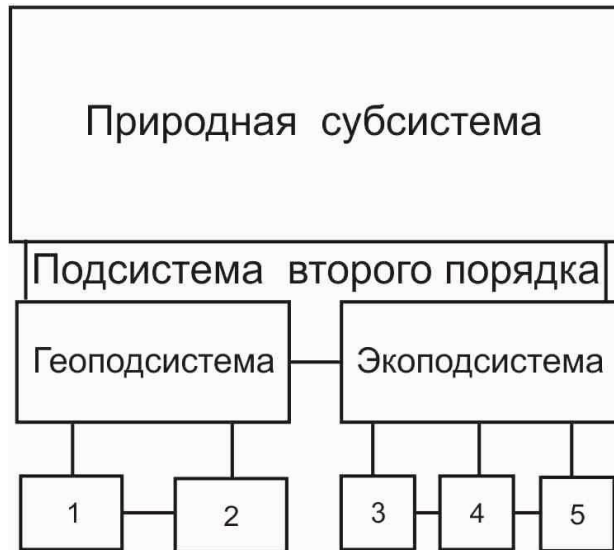 Природная субсистема
Подсистема второго порядка
Геоподсистема Экоподсистема
1 2 3 4 5